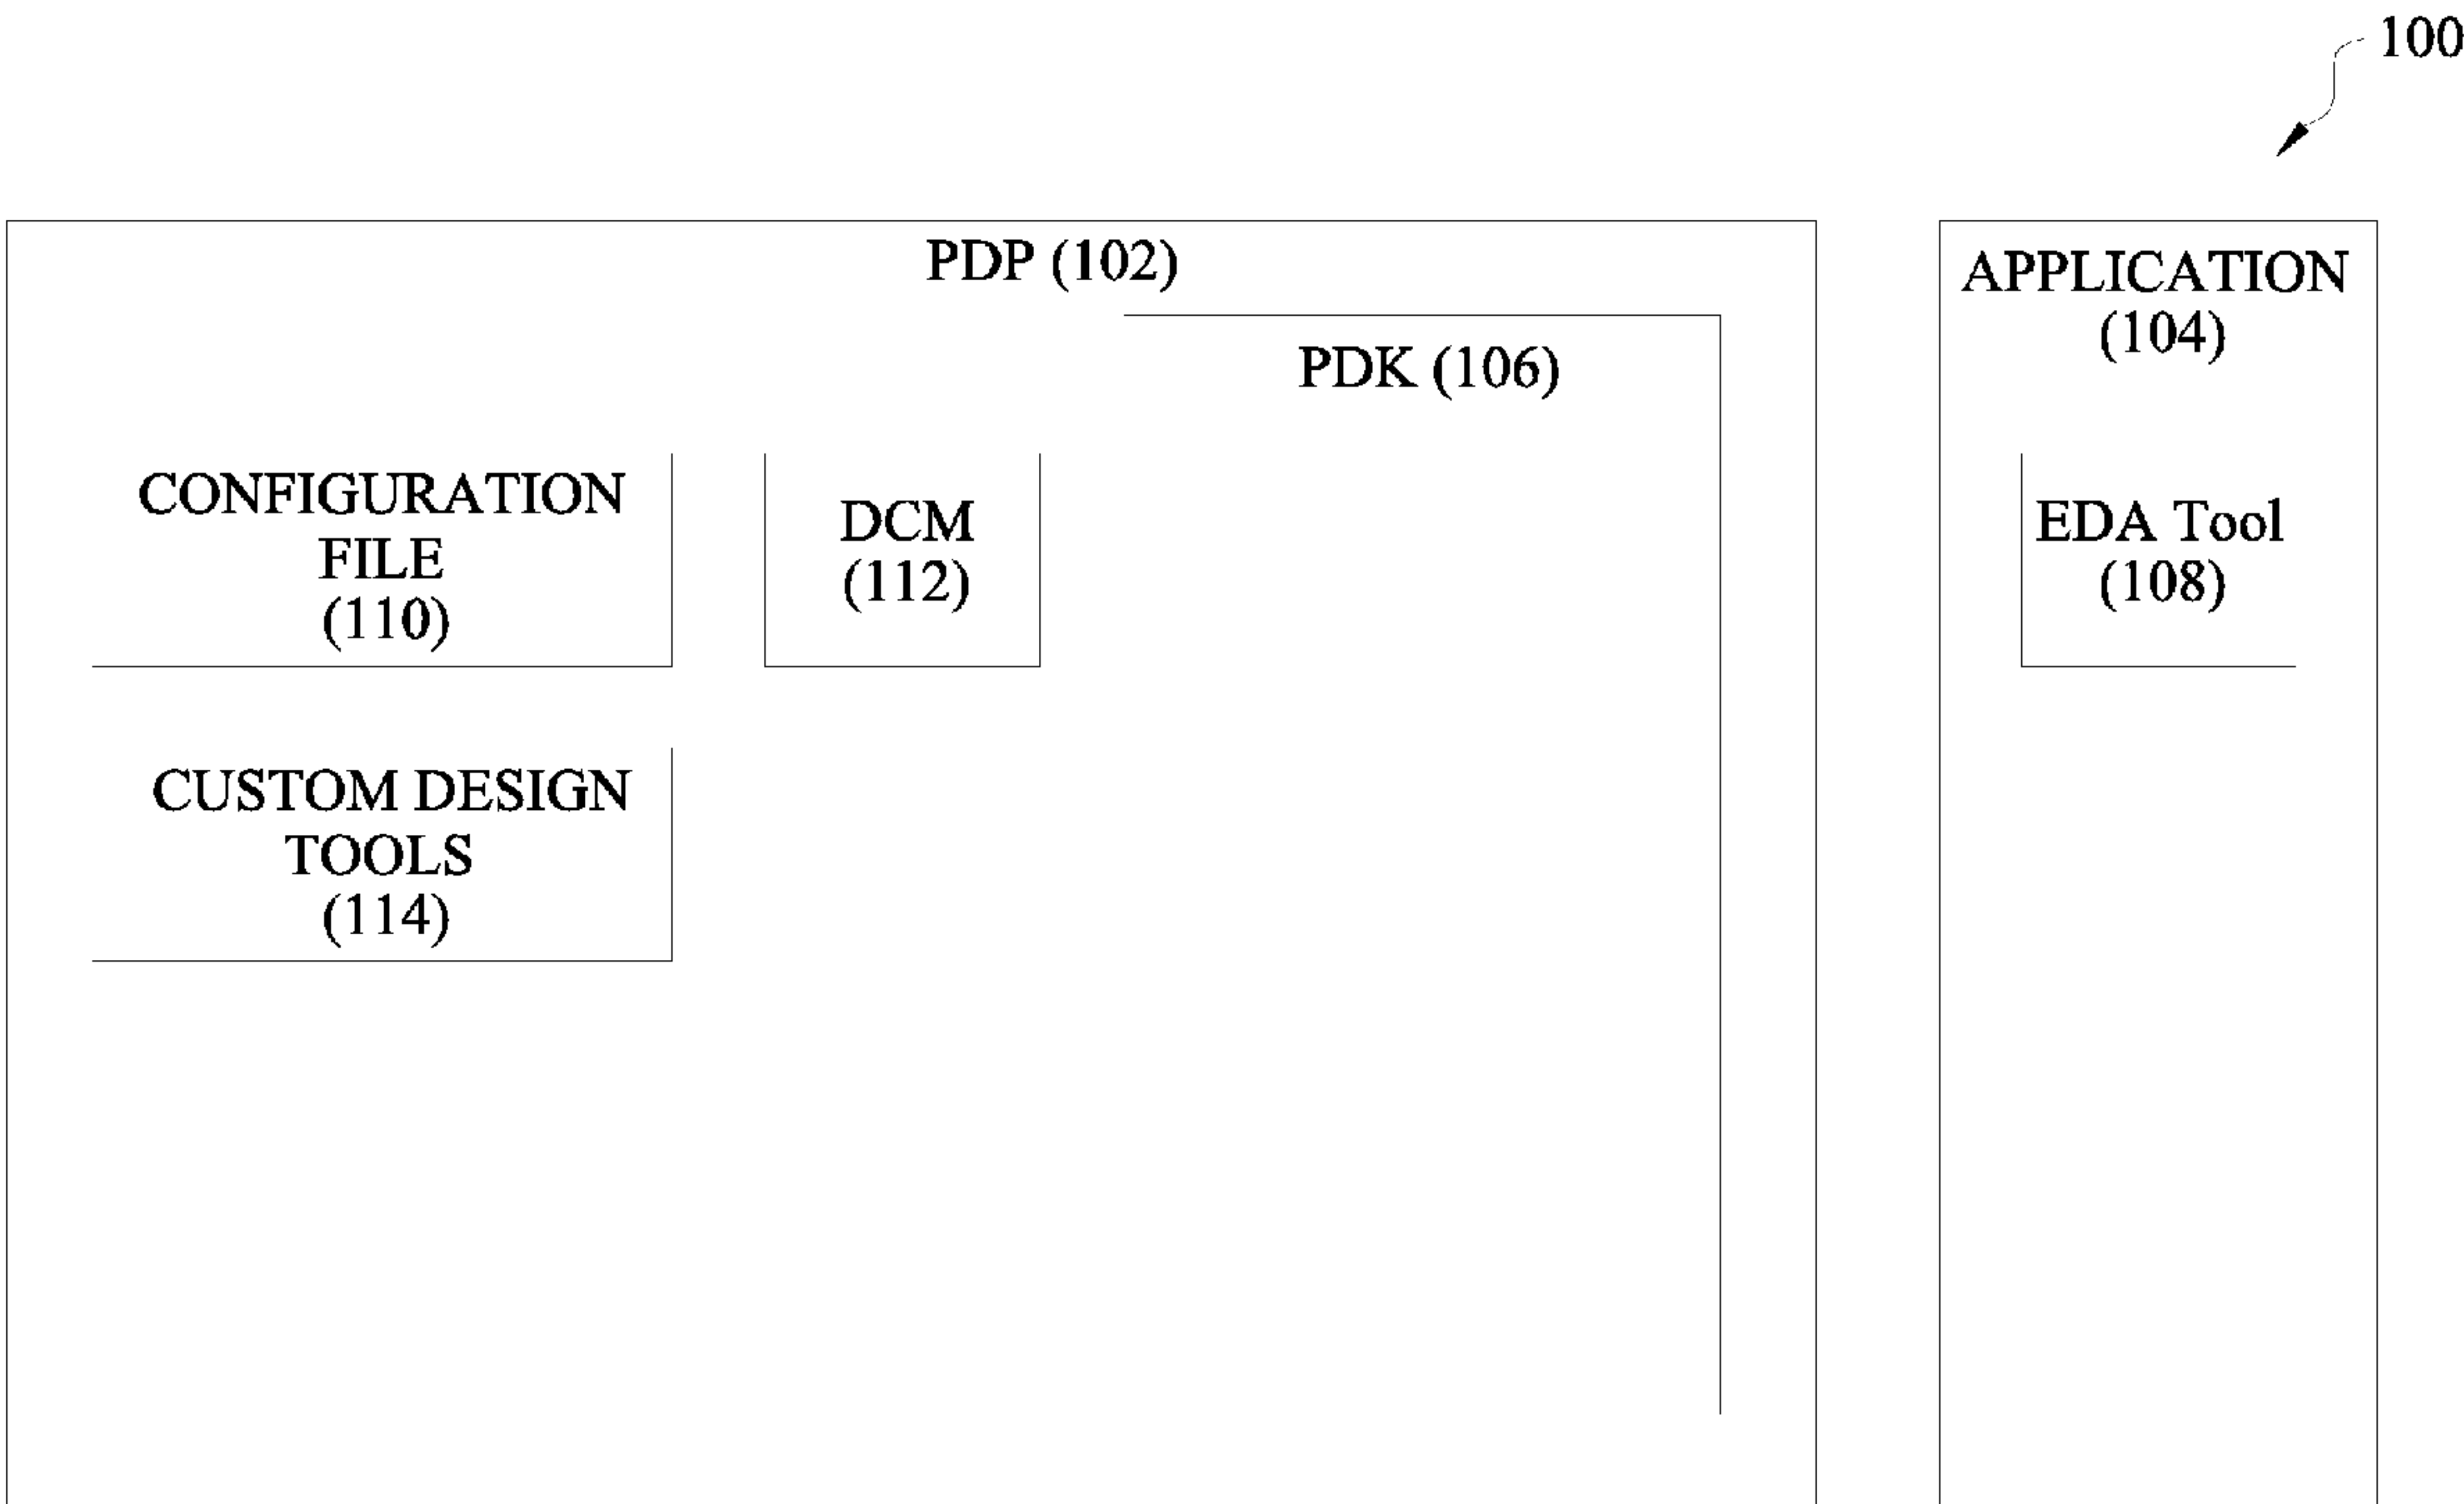 100
PDP (102)
APPLICATION
(104)
PDK (106)
CONFIGURATION
FILE
(110)
DCM
(112)
EDA Tool
(108)
CUSTOM DESIGN
TOOLS
(114)